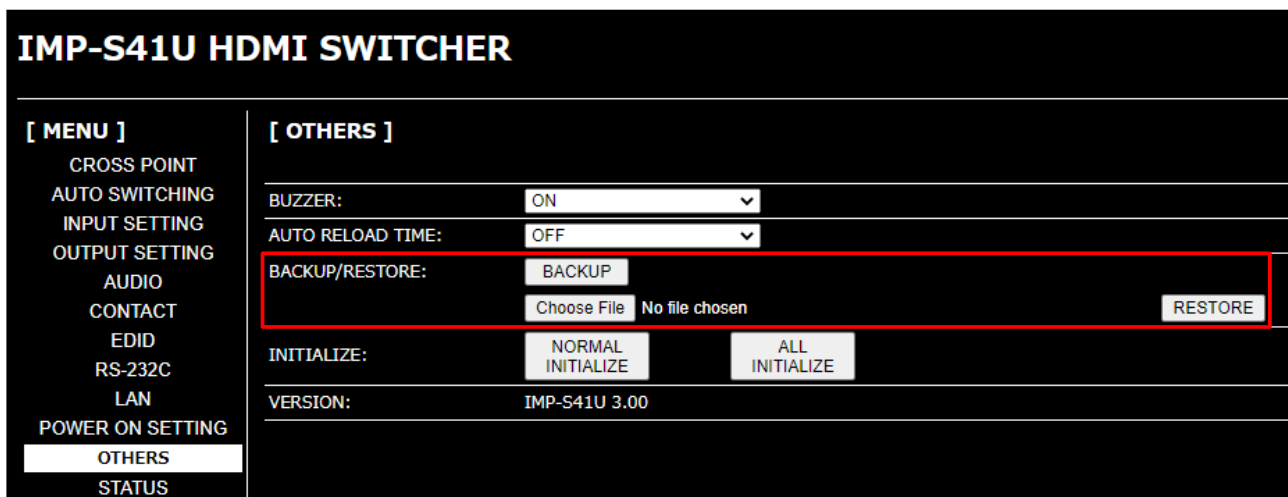 IMP-S41U HDMI SWITCHER
[ MENU ]
CROSS POINT
AUTO SWITCHING
INPUT SETTING
OUTPUT SETTING
AUDIO
CONTACT
EDID
RS-232C
LAN
POWER ON SETTING
OTHERS
STATUS
[ OTHERS ]
BUZZER: ON
AUTO RELOAD TIME: OFF
BACKUP/RESTORE: BACKUP
Choose File No file chosen RESTORE
INITIALIZE: NORMAL INITIALIZE ALL INITIALIZE
VERSION: IMP-S41U 3.00